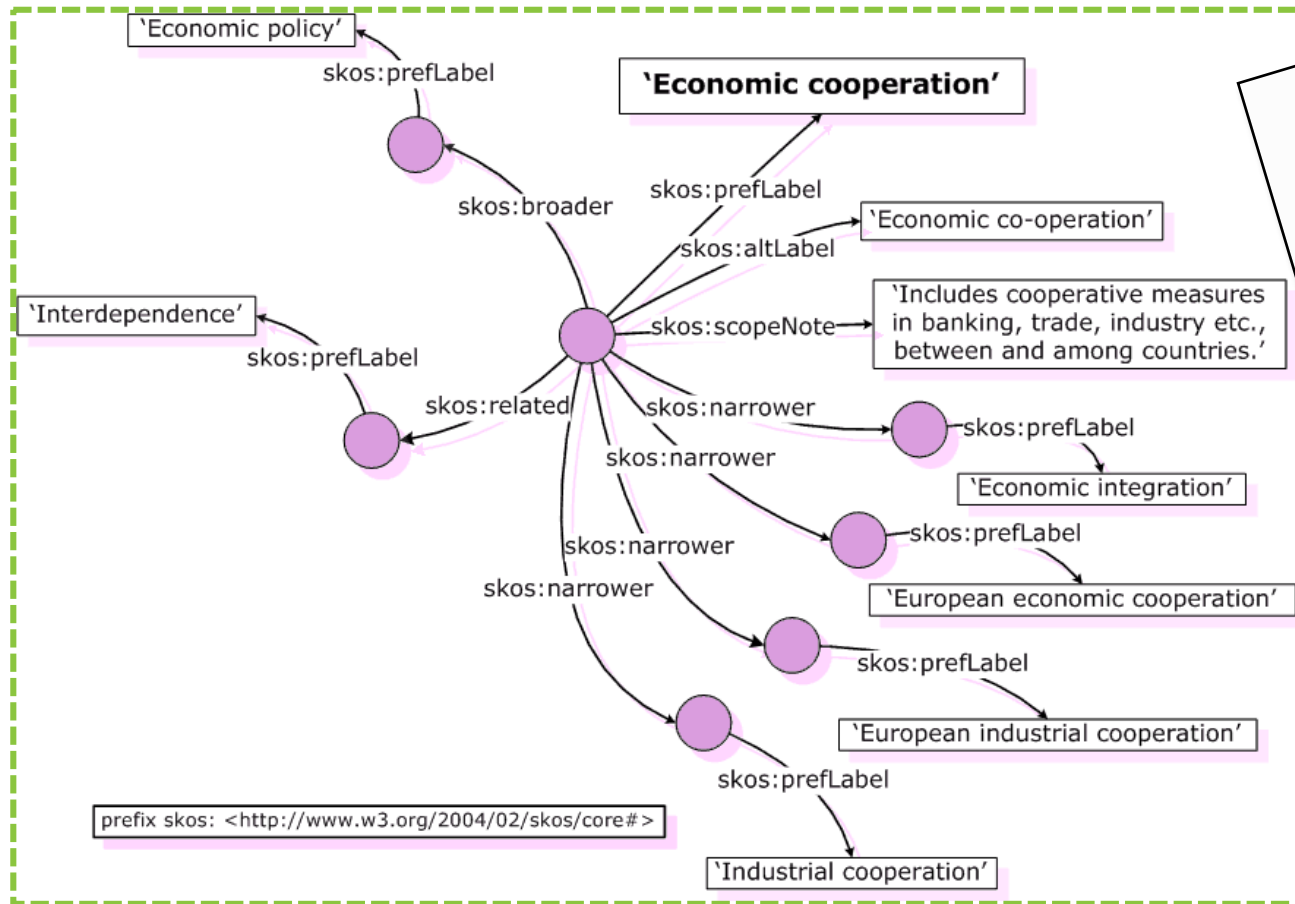 ‘Economic policy’
skos:prefLabel
‘Economic cooperation’
skos:prefLabel
skos:broader
‘Economic co-operation’
skos:altLabel
‘Includes cooperative measures
in banking, trade, industry etc.,
between and among countries.’
skos:scopeNote
‘Interdependence’
skos:prefLabel
skos:related
skos:narrower
skos:prefLabel
‘Economic integration’
skos:narrower
skos:prefLabel
‘European economic cooperation’
skos:narrower
skos:prefLabel
‘European industrial cooperation’
skos:narrower
skos:prefLabel
‘Industrial cooperation’
prefix skos: <http://www.w3.org/2004/02/skos/core#>